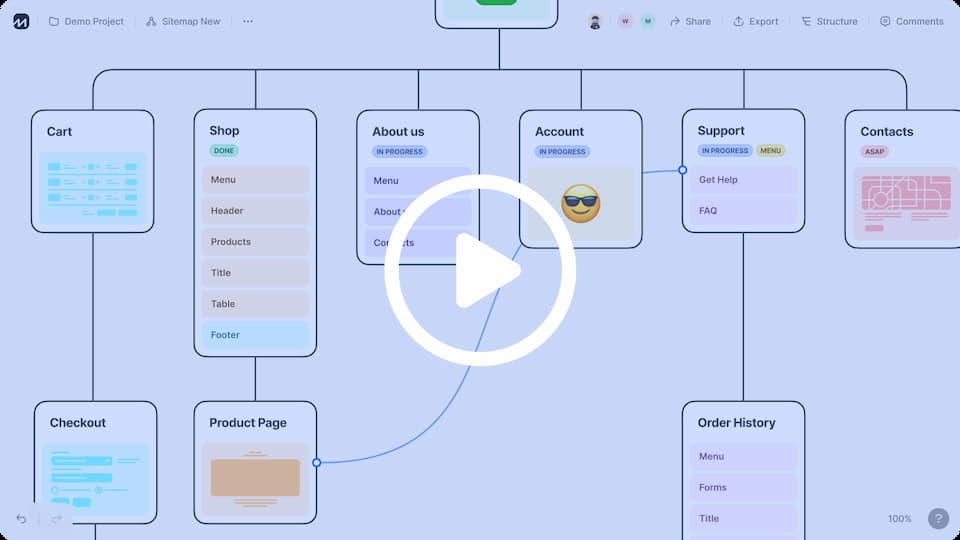 Demo Project
Sitemap New
W
M
Share
Export
Structure
Comments
Cart
Shop
DONE
Menu
Header
Products
Title
Table
Footer
About us
IN PROGRESS
Menu
About
Contacts
Account
IN PROGRESS
Support
IN PROGRESS
MENU
Get Help
FAQ
Contacts
ASAP
Checkout
Product Page
Order History
Menu
Forms
Title
100%
?